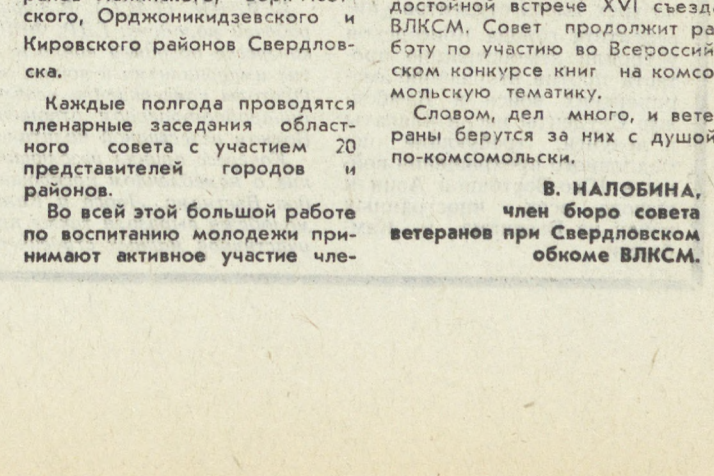 ского, Орджоникидзевского и
Кировского районов Свердлов-
ска.
Каждые полгода проводятся
пленарные заседания област-
ного совета с участием 20
представителей городов и
районов.
Во всей этой большой работе
по воспитанию молодежи при-
нимают активное участие чле-
достойной встрече XVI съезд
ВЛКСМ. Совет продолжит ра
боту по участию во Всероссий
ском конкурсе книг на комсо
мольскую тематику.
Словом, дел много, и вете
раны берутся за них с душой
по-комсомольски.
В. НАЛОБИНА,
член бюро совета
ветеранов при Свердловском
обкоме ВЛКСМ.